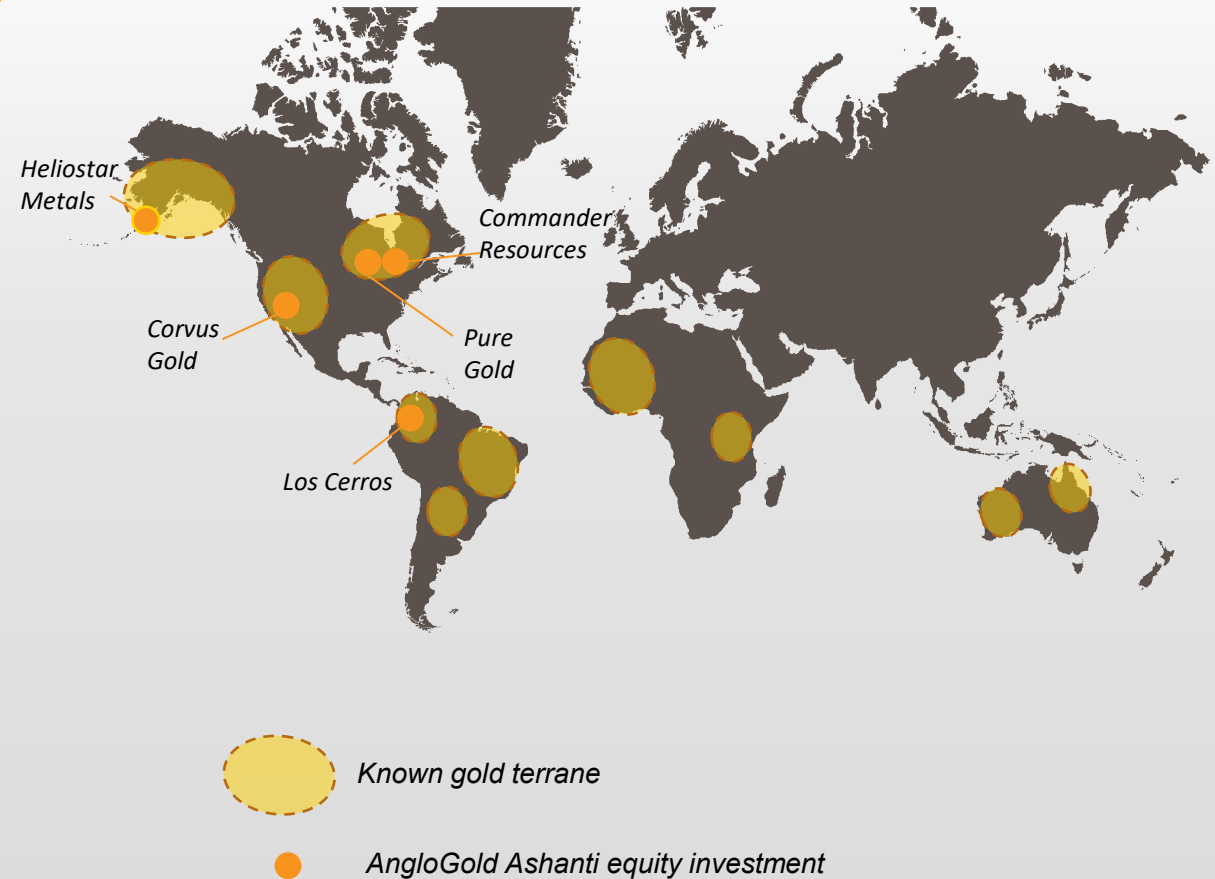 Heliostar
Metals
Commander
Resources
Corvus
Gold
Pure
Gold
Los Cerros
Known gold terrane
AngloGold Ashanti equity investment